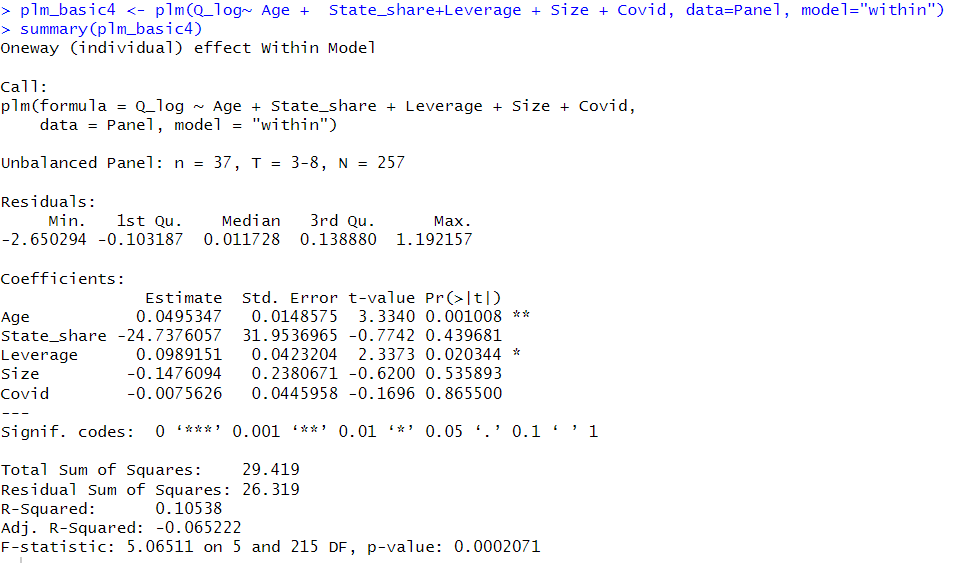 > plm_basic4 <- plm(Q_log~ Age +  State_share+Leverage + Size + Covid, data=Panel, model="within")
> summary(plm_basic4)
Oneway (individual) effect Within Model
Call:
plm(formula = Q_log ~ Age + State_share + Leverage + Size + Covid,
    data = Panel, model = "within")
Unbalanced Panel: n = 37, T = 3-8, N = 257
Residuals:
     Min.   1st Qu.    Median   3rd Qu.      Max.
-2.650294 -0.103187  0.011728  0.138880  1.192157
Coefficients:
               Estimate  Std. Error t-value Pr(>|t|)
Age           0.0495347   0.0148575  3.3340 0.001008 **
State_share -24.7376057  31.9536965 -0.7742 0.439681
Leverage      0.0989151   0.0423204  2.3373 0.020344 *
Size         -0.1476094   0.2380671 -0.6200 0.535893
Covid        -0.0075626   0.0445958 -0.1696 0.865500
---
Signif. codes:  0 ‘***’ 0.001 ‘**’ 0.01 ‘*’ 0.05 ‘.’ 0.1 ‘ ’ 1
Total Sum of Squares:    29.419
Residual Sum of Squares: 26.319
R-Squared:      0.10538
Adj. R-Squared: -0.065222
F-statistic: 5.06511 on 5 and 215 DF, p-value: 0.0002071